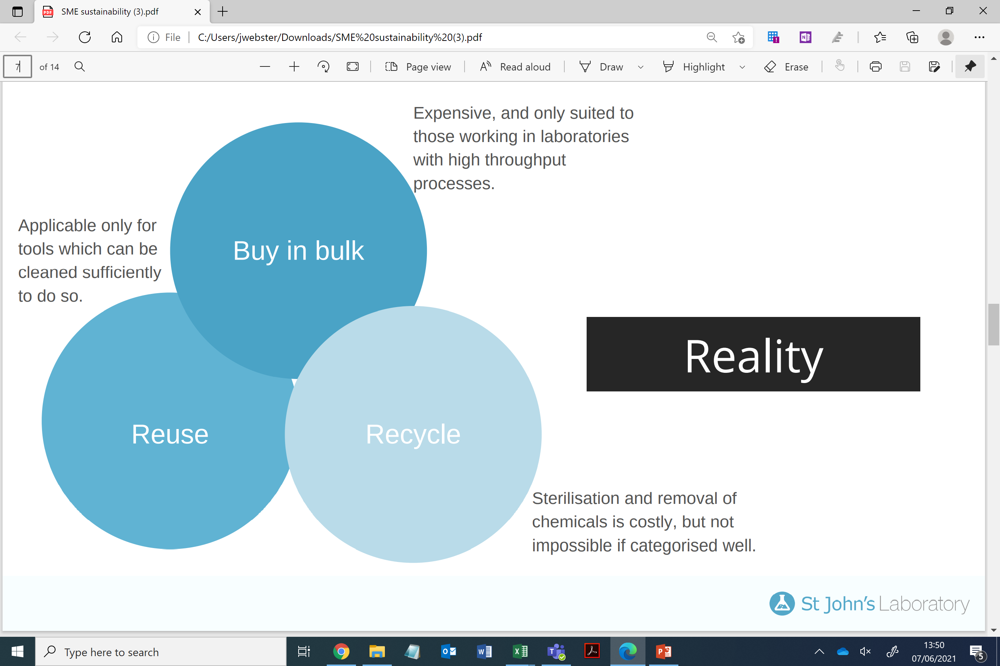 SME sustainability (3).pdf
File
C:/Users/jwebster/Downloads/SME%20sustainability%20(3).pdf
7 of 14
Page view
Read aloud
Draw
Highlight
Erase
Expensive, and only suited to
those working in laboratories
with high throughput
processes.
Applicable only for
tools which can be
cleaned sufficiently
to do so.
Buy in bulk
Reality
Reuse
Recycle
Sterilisation and removal of
chemicals is costly, but not
impossible if categorised well.
St John's Laboratory
Type here to search
13:50
07/06/2021
5